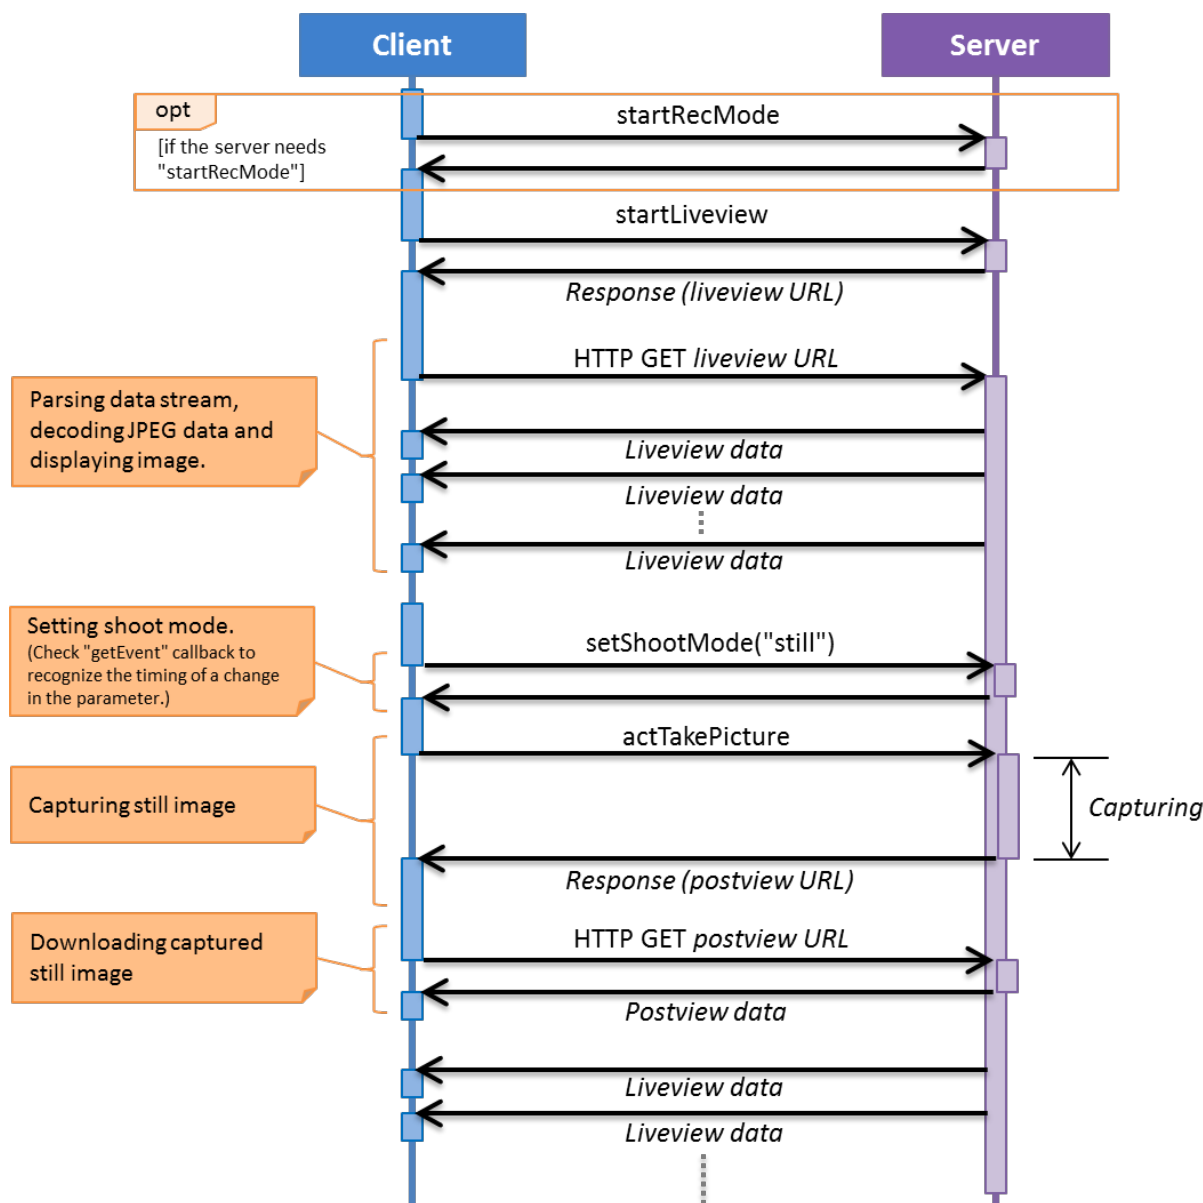 Client
Server
opt
startRecMode
[if the server needs
"startRecMode"]
startLiveview
Response (liveview URL)
HTTP GET liveview URL
Parsing data stream,
decoding JPEG data and
displaying image.
Liveview data
Liveview data
Liveview data
Setting shoot mode.
(Check "getEvent" callback to
recognize the timing of a change
in the parameter.)
setShootMode("still")
actTakePicture
Capturing still image
Capturing
Response (postview URL)
Downloading captured
still image
HTTP GET postview URL
Postview data
Liveview data
Liveview data